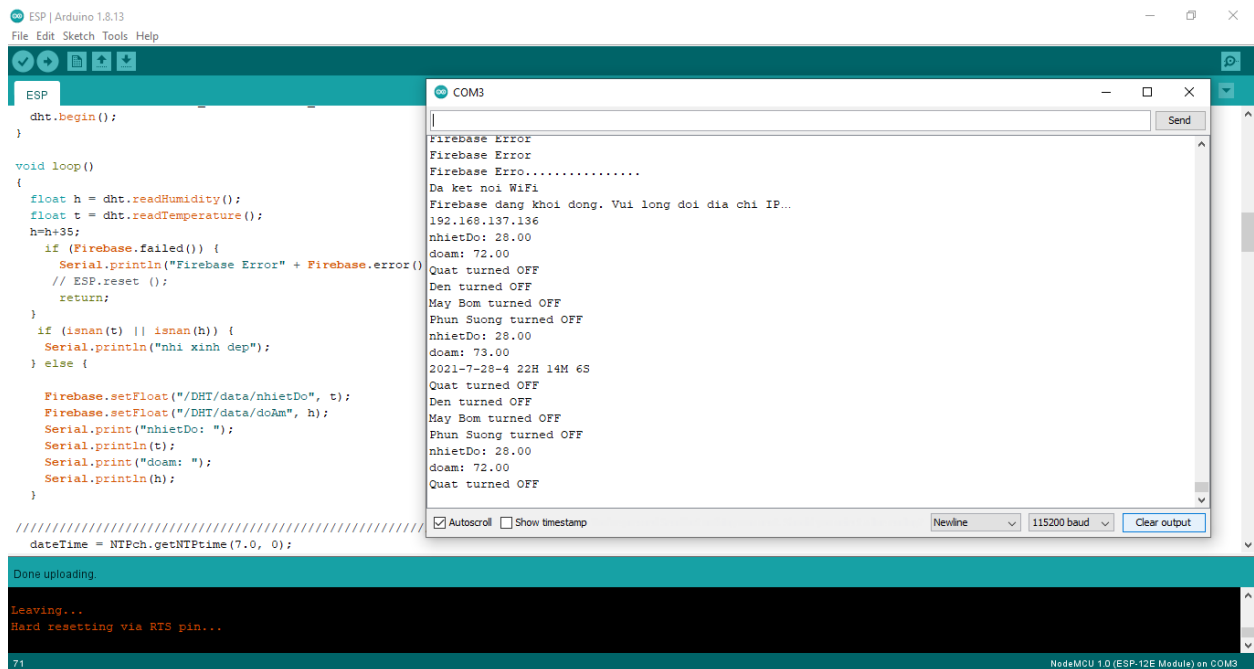 ESP | Arduino 1.8.13
File Edit Sketch Tools Help
ESP
dht.begin();
}
void loop()
{
float h = dht.readHumidity();
float t = dht.readTemperature();
h=h+35;
if (Firebase.failed()) {
Serial.println("Firebase Error" + Firebase.error()
// ESP.reset ();
return;
}
if (isnan(t) || isnan(h)) {
Serial.println("nhi xinh dep");
} else {
Firebase.setFloat("/DHT/data/nhietDo", t);
Firebase.setFloat("/DHT/data/doAm", h);
Serial.print("nhietDo: ");
Serial.println(t);
Serial.print("doam: ");
Serial.println(h);
}
////////////////////////////////////////////////////////
dateTime = NTPch.getNTPtime(7.0, 0);
COM3
Send
Firebase Error
Firebase Error
Firebase Erro................
Da ket noi WiFi
Firebase dang khoi dong. Vui long doi dia chi IP...
192.168.137.136
nhietDo: 28.00
doam: 72.00
Quat turned OFF
Den turned OFF
May Bom turned OFF
Phun Suong turned OFF
nhietDo: 28.00
doam: 73.00
2021-7-28-4 22H 14M 6S
Quat turned OFF
Den turned OFF
May Bom turned OFF
Phun Suong turned OFF
nhietDo: 28.00
doam: 72.00
Quat turned OFF
Autoscroll Show timestamp Newline 115200 baud Clear output
Done uploading.
Leaving...
Hard resetting via RTS pin...
71 NodeMCU 1.0 (ESP-12E Module) on COM3